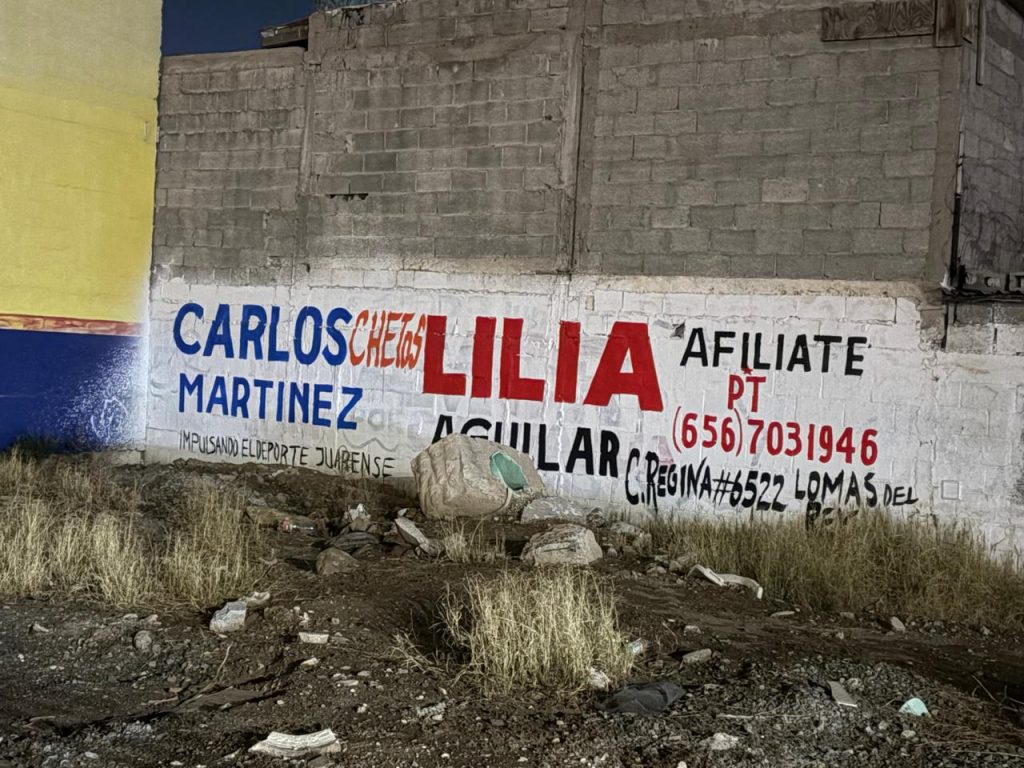 CARLOS CHETOS
MARTINEZ
IMPULSANDO EL DEPORTE JUARENSE
LILIA
AGUILAR
AFILIATE
PT
(656)7031946
C.REGINA#6522 LOMAS DEL